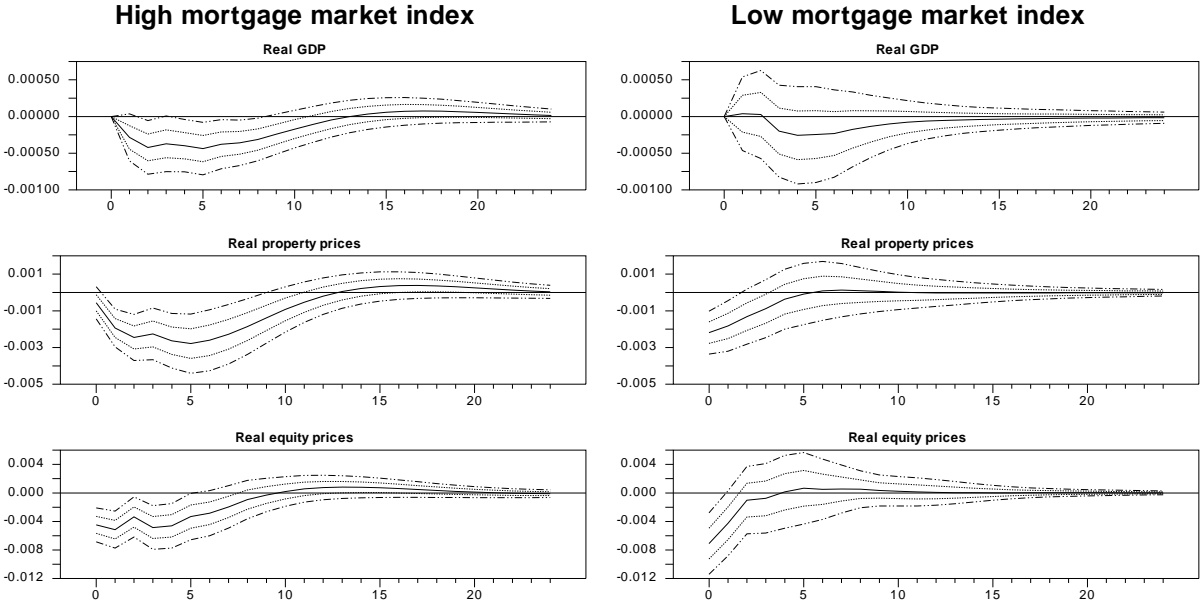 High mortgage market index
Low mortgage market index
Real GDP
0.00050
0.00000
-0.00050
-0.00100
0 5 10 15 20
Real GDP
0.00050
0.00000
-0.00050
-0.00100
0 5 10 15 20
Real property prices
0.001
-0.001
-0.003
-0.005
0 5 10 15 20
Real property prices
0.001
-0.001
-0.003
-0.005
0 5 10 15 20
Real equity prices
0.004
0.000
-0.004
-0.008
-0.012
0 5 10 15 20
Real equity prices
0.004
0.000
-0.004
-0.008
-0.012
0 5 10 15 20